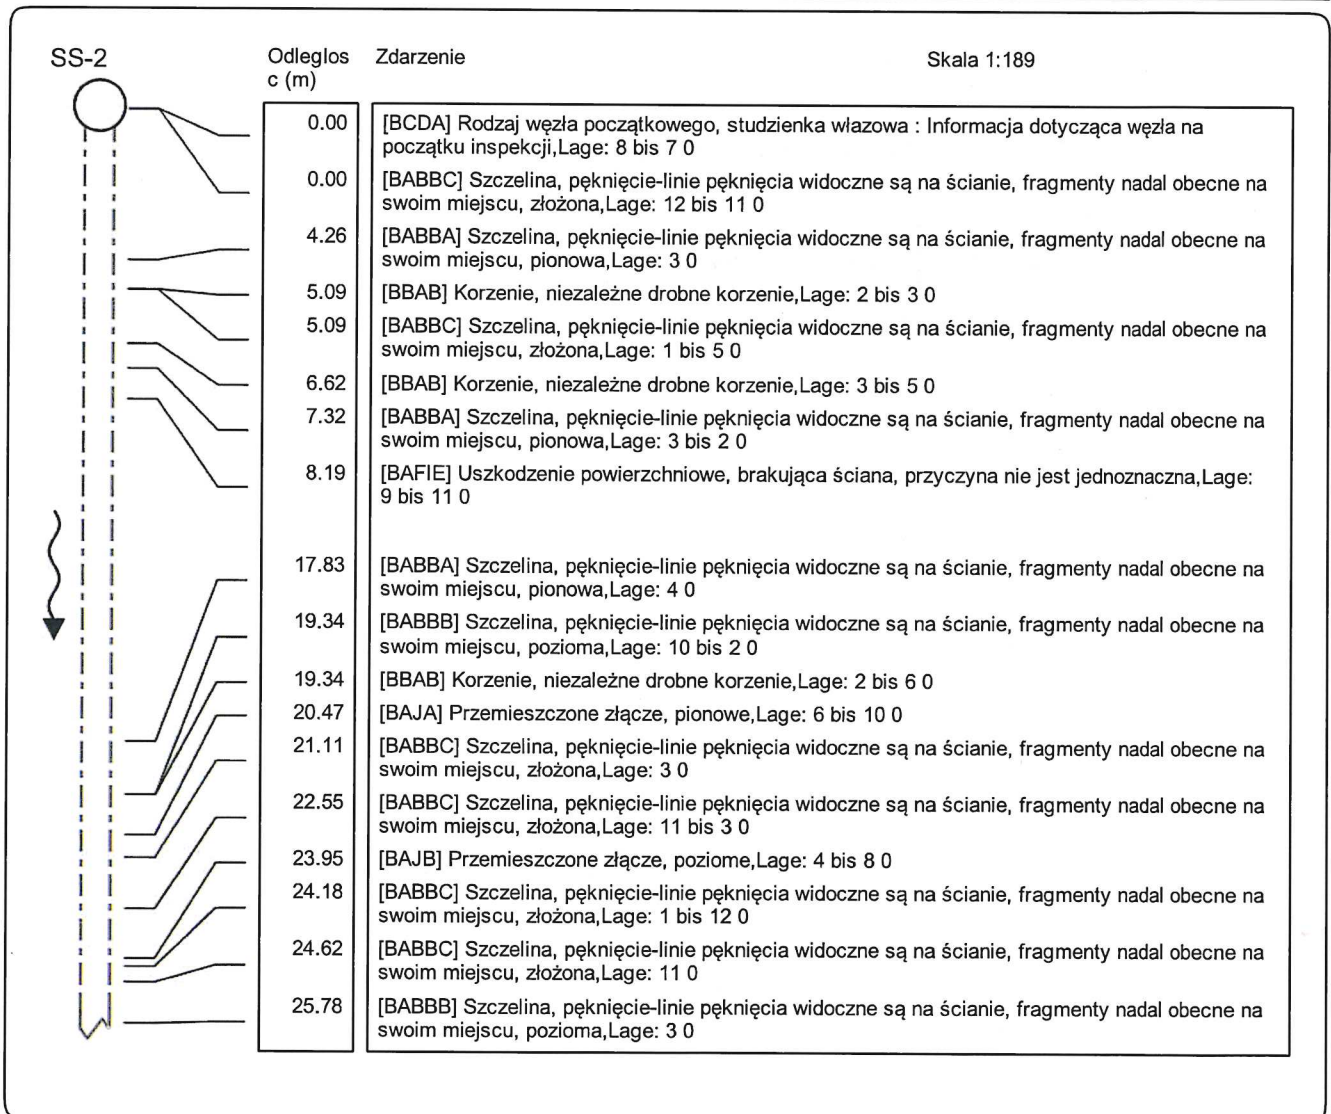 SS-2
Odleglos
c (m)
Zdarzenie
Skala 1:189
0.00 [BCDA] Rodzaj węzła początkowego, studzienka włazowa : Informacja dotycząca węzła na
początku inspekcji,Lage: 8 bis 7 0
0.00 [BABBC] Szczelina, pęknięcie-linie pęknięcia widoczne są na ścianie, fragmenty nadal obecne na
swoim miejscu, złożona,Lage: 12 bis 11 0
4.26 [BABBA] Szczelina, pęknięcie-linie pęknięcia widoczne są na ścianie, fragmenty nadal obecne na
swoim miejscu, pionowa,Lage: 3 0
5.09 [BBAB] Korzenie, niezależne drobne korzenie,Lage: 2 bis 3 0
5.09 [BABBC] Szczelina, pęknięcie-linie pęknięcia widoczne są na ścianie, fragmenty nadal obecne na
swoim miejscu, złożona,Lage: 1 bis 5 0
6.62 [BBAB] Korzenie, niezależne drobne korzenie,Lage: 3 bis 5 0
7.32 [BABBA] Szczelina, pęknięcie-linie pęknięcia widoczne są na ścianie, fragmenty nadal obecne na
swoim miejscu, pionowa,Lage: 3 bis 2 0
8.19 [BAFIE] Uszkodzenie powierzchniowe, brakująca ściana, przyczyna nie jest jednoznaczna,Lage:
9 bis 11 0
17.83 [BABBA] Szczelina, pęknięcie-linie pęknięcia widoczne są na ścianie, fragmenty nadal obecne na
swoim miejscu, pionowa,Lage: 4 0
19.34 [BABBB] Szczelina, pęknięcie-linie pęknięcia widoczne są na ścianie, fragmenty nadal obecne na
swoim miejscu, pozioma,Lage: 10 bis 2 0
19.34 [BBAB] Korzenie, niezależne drobne korzenie,Lage: 2 bis 6 0
20.47 [BAJA] Przemieszczone złącze, pionowe,Lage: 6 bis 10 0
21.11 [BABBC] Szczelina, pęknięcie-linie pęknięcia widoczne są na ścianie, fragmenty nadal obecne na
swoim miejscu, złożona,Lage: 3 0
22.55 [BABBC] Szczelina, pęknięcie-linie pęknięcia widoczne są na ścianie, fragmenty nadal obecne na
swoim miejscu, złożona,Lage: 11 bis 3 0
23.95 [BAJB] Przemieszczone złącze, poziome,Lage: 4 bis 8 0
24.18 [BABBC] Szczelina, pęknięcie-linie pęknięcia widoczne są na ścianie, fragmenty nadal obecne na
swoim miejscu, złożona,Lage: 1 bis 12 0
24.62 [BABBC] Szczelina, pęknięcie-linie pęknięcia widoczne są na ścianie, fragmenty nadal obecne na
swoim miejscu, złożona,Lage: 11 0
25.78 [BABBB] Szczelina, pęknięcie-linie pęknięcia widoczne są na ścianie, fragmenty nadal obecne na
swoim miejscu, pozioma,Lage: 3 0